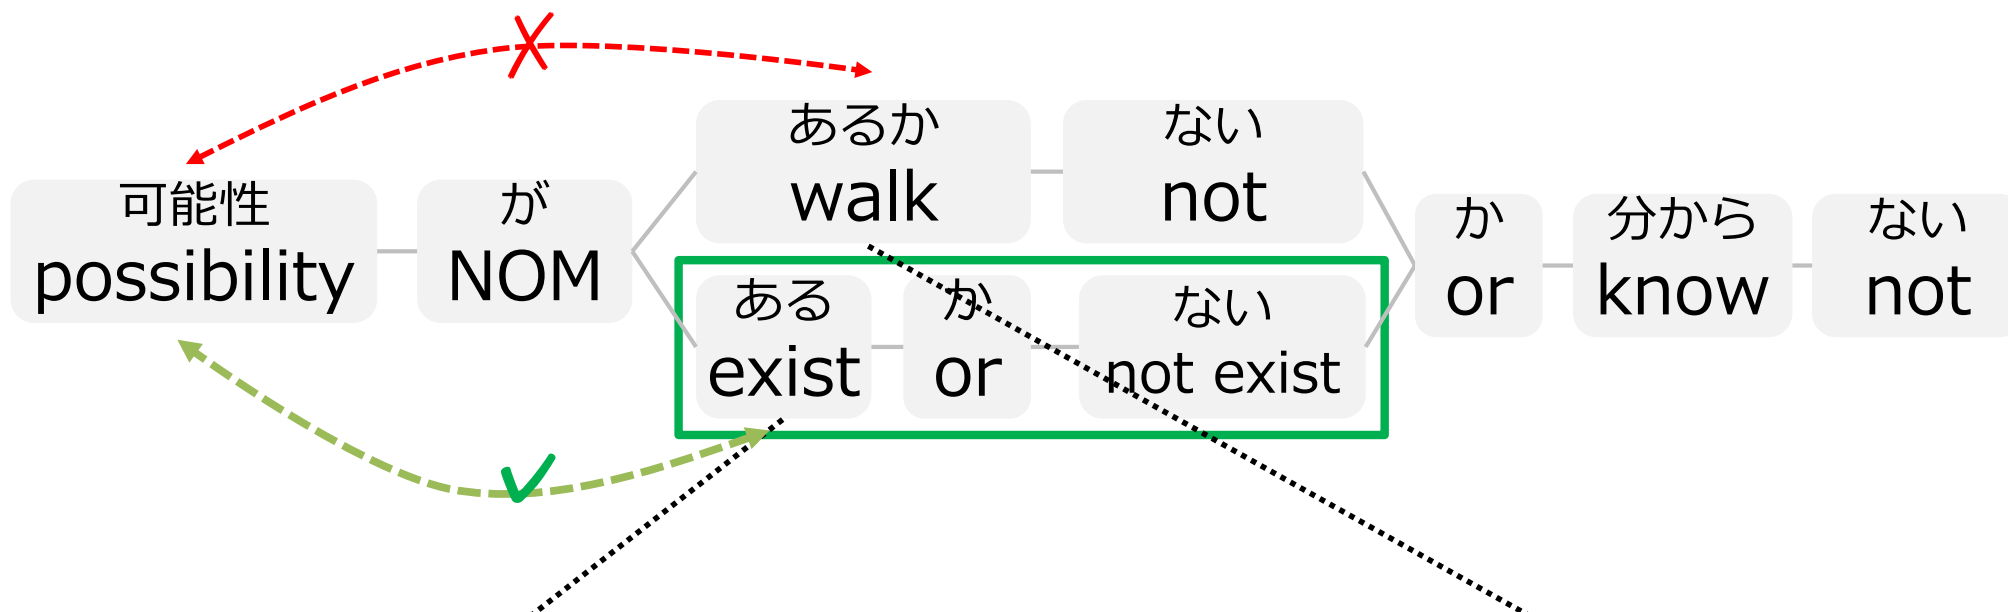 可能性
possibility
が
NOM
あるか
walk
ない
not
ある
exist
か
or
ない
not exist
か
or
分から
know
ない
not